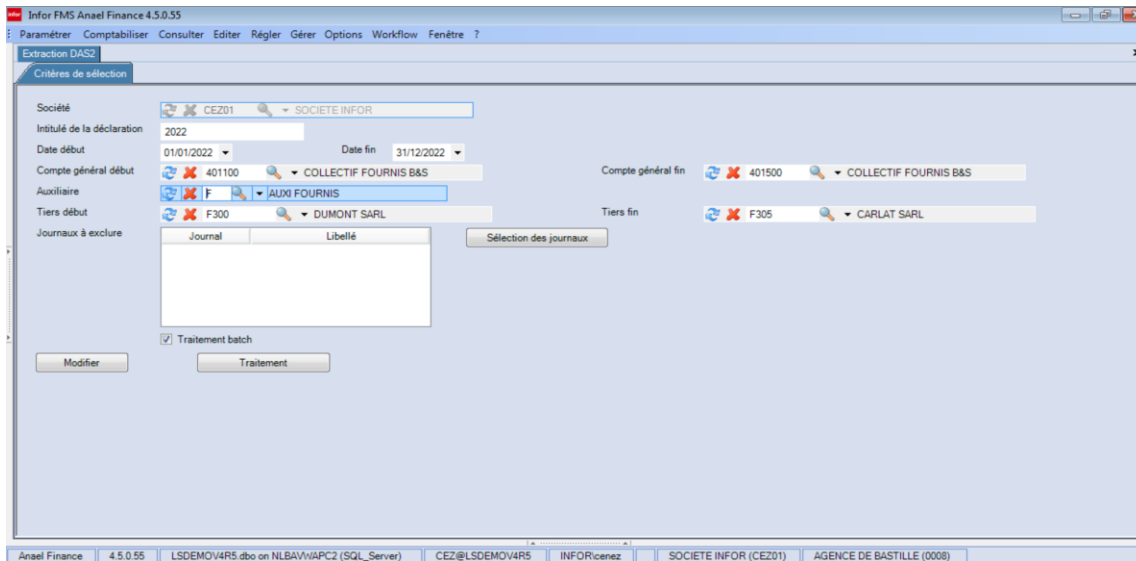 infor Infor FMS Anael Finance 4.5.0.55
Paramétrer Comptabiliser Consulter Editer Régler Gérer Options Workflow Fenêtre ?
Extraction DAS2
Critères de sélection
Société CEZ01 SOCIETE INFOR
Intitulé de la déclaration 2022
Date début 01/01/2022 Date fin 31/12/2022
Compte général début 401100 COLLECTIF FOURNIS B&S Compte général fin 401500 COLLECTIF FOURNIS B&S
Auxiliaire F AUXI FOURNIS
Tiers début F300 DUMONT SARL Tiers fin F305 CARLAT SARL
Journaux à exclure Journal Libellé Sélection des journaux
Traitement batch
Modifier Traitement
Anael Finance 4.5.0.55 LSDEMOV4R5.dbo on NLBAVWAPC2 (SQL_Server) CEZ@LSDEMOV4R5 INFOR\cenez SOCIETE INFOR (CEZ01) AGENCE DE BASTILLE (0008)